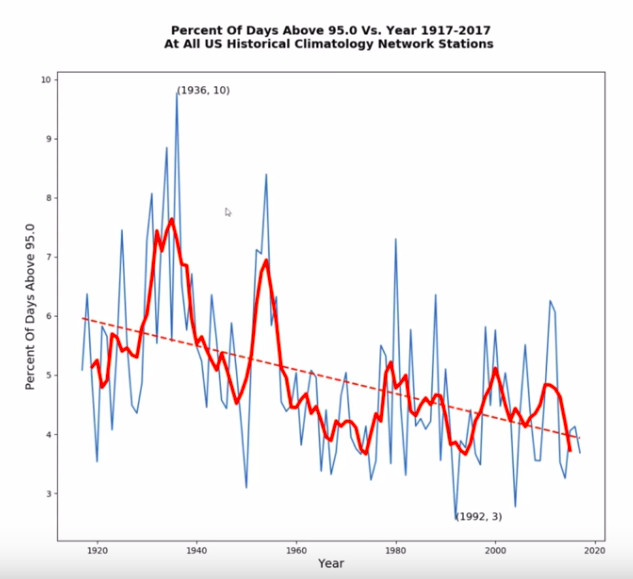 Percent Of Days Above 95.0 Vs. Year 1917-2017
At All US Historical Climatology Network Stations
10
(1936, 10)
9
8
7
6
5
4
3
(1992, 3)
Percent Of Days Above 95.0
1920 1940 1960 1980 2000 2020
Year